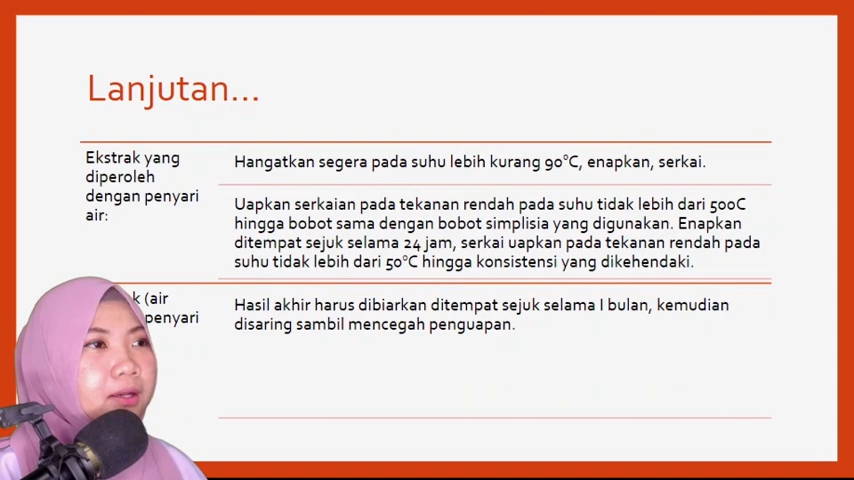 Lanjutan...
Ekstrak yang
diperoleh
dengan penyari
air:
Hangatkan segera pada suhu lebih kurang 90°C, enapkan, serkai.
Uapkan serkaian pada tekanan rendah pada suhu tidak lebih dari 500C
hingga bobot sama dengan bobot simplisia yang digunakan. Enapkan
ditempat sejuk selama 24 jam, serkai uapkan pada tekanan rendah pada
suhu tidak lebih dari 50°C hingga konsistensi yang dikehendaki.
(air
penyari
Hasil akhir harus dibiarkan ditempat sejuk selama I bulan, kemudian
disaring sambil mencegah penguapan.